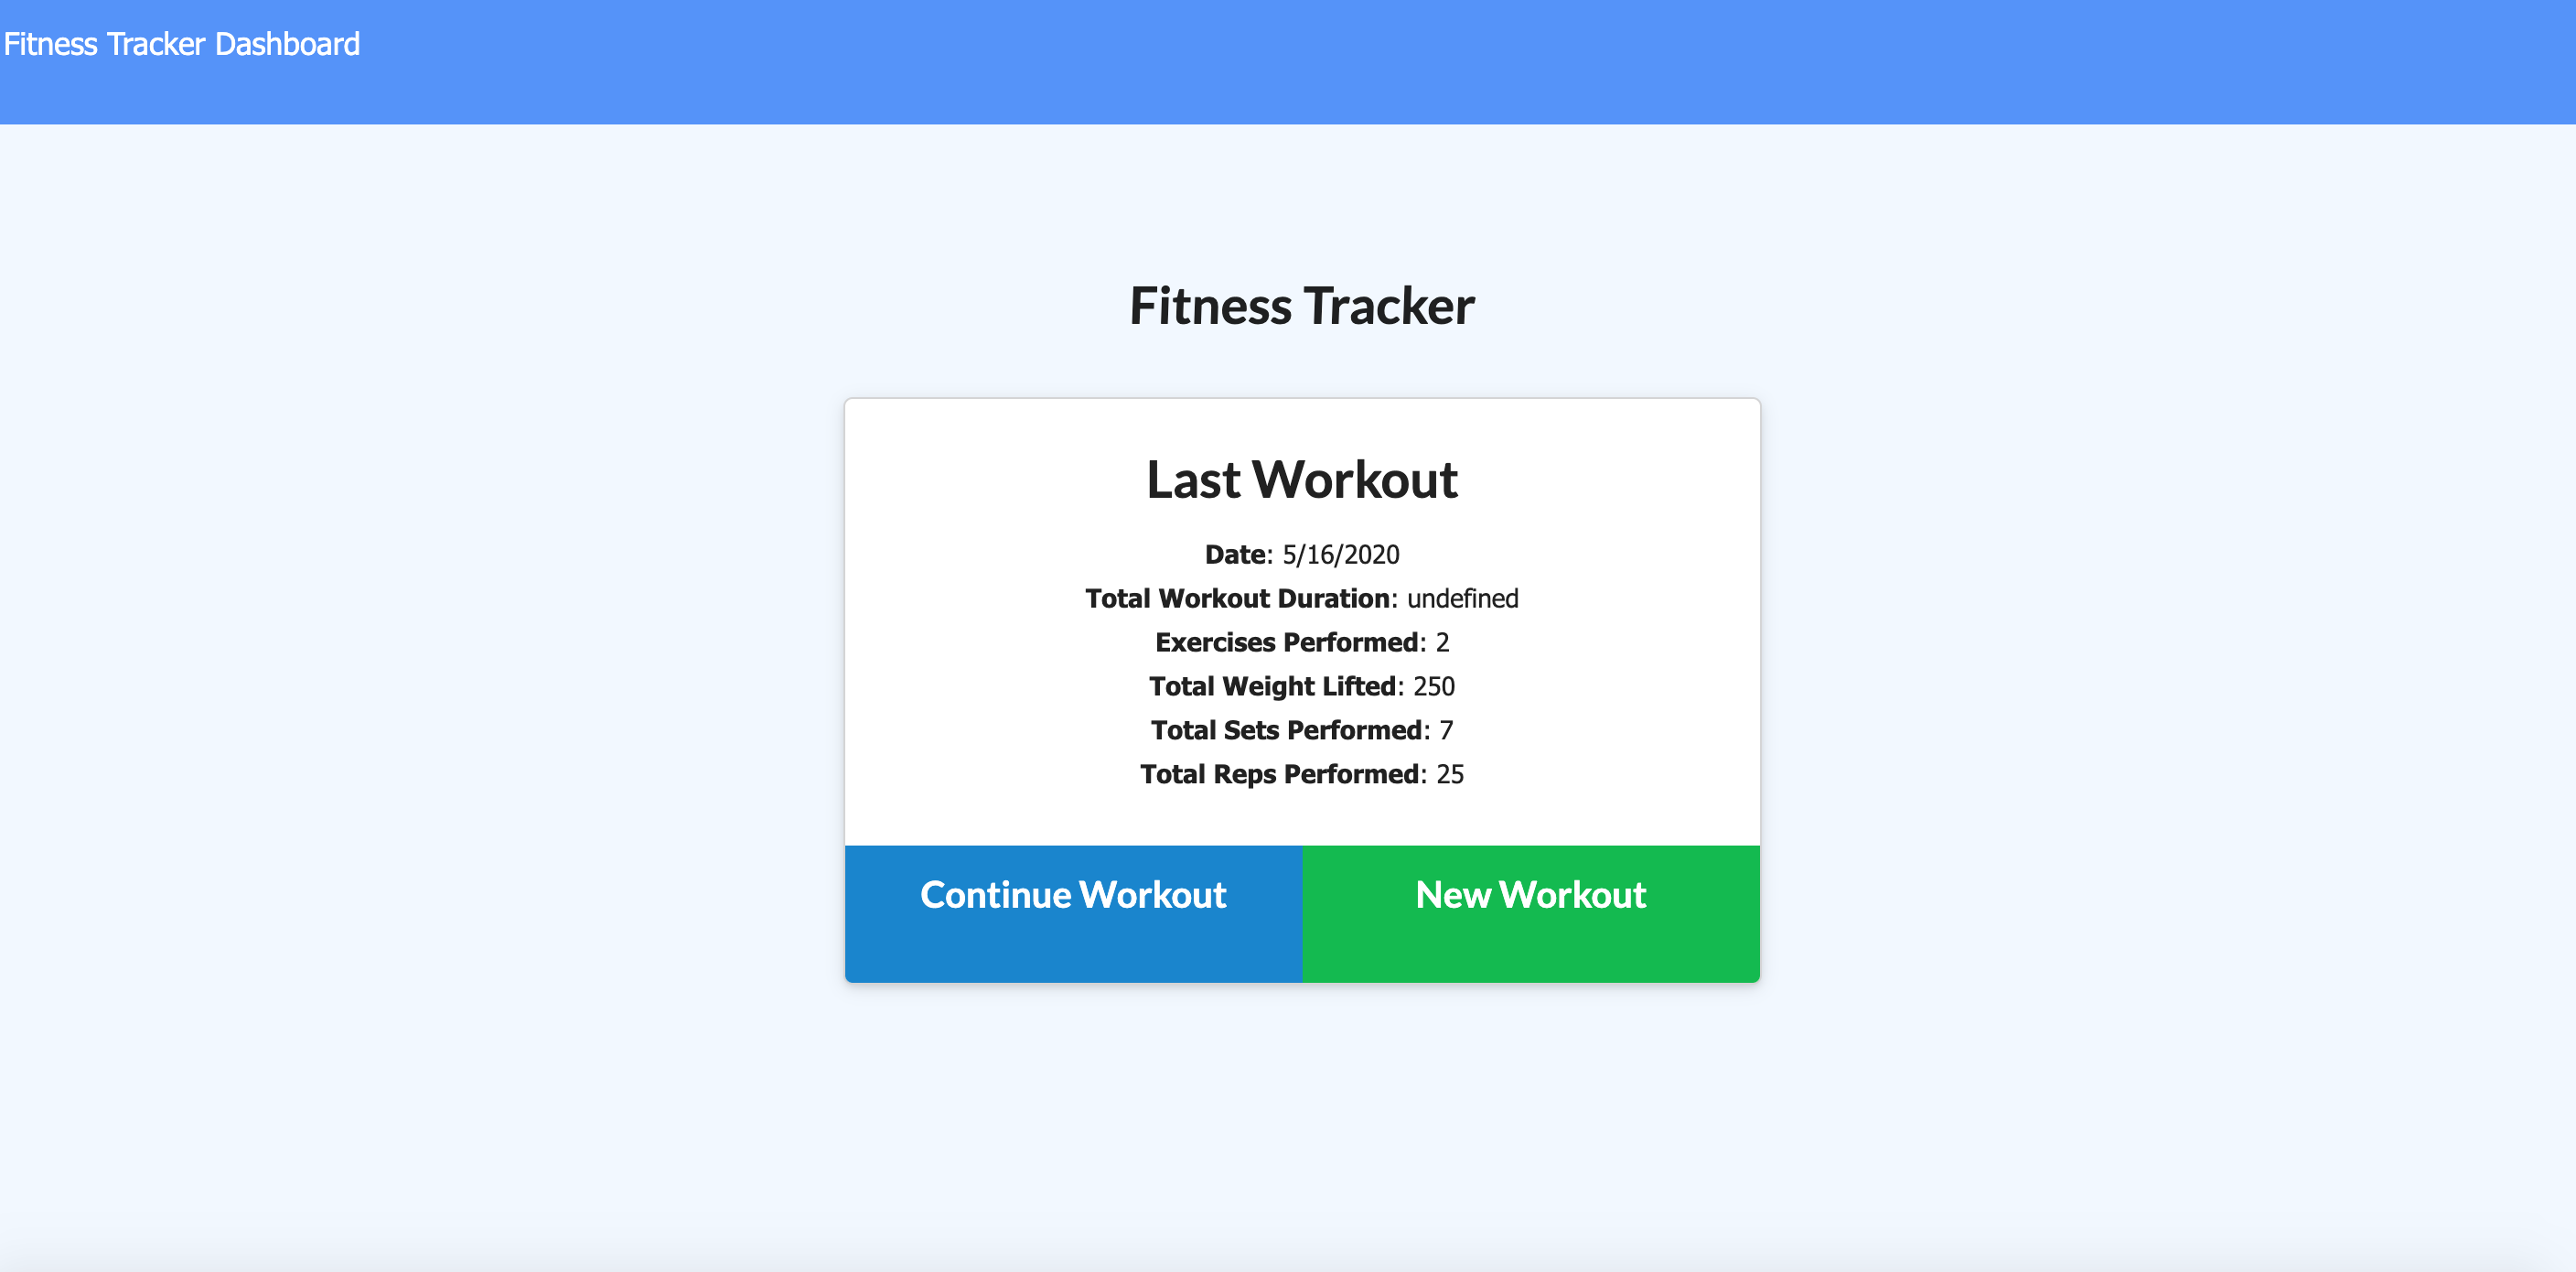 Fitness Tracker Dashboard
Fitness Tracker
Last Workout
Date: 5/16/2020
Total Workout Duration: undefined
Exercises Performed: 2
Total Weight Lifted: 250
Total Sets Performed: 7
Total Reps Performed: 25
Continue Workout New Workout